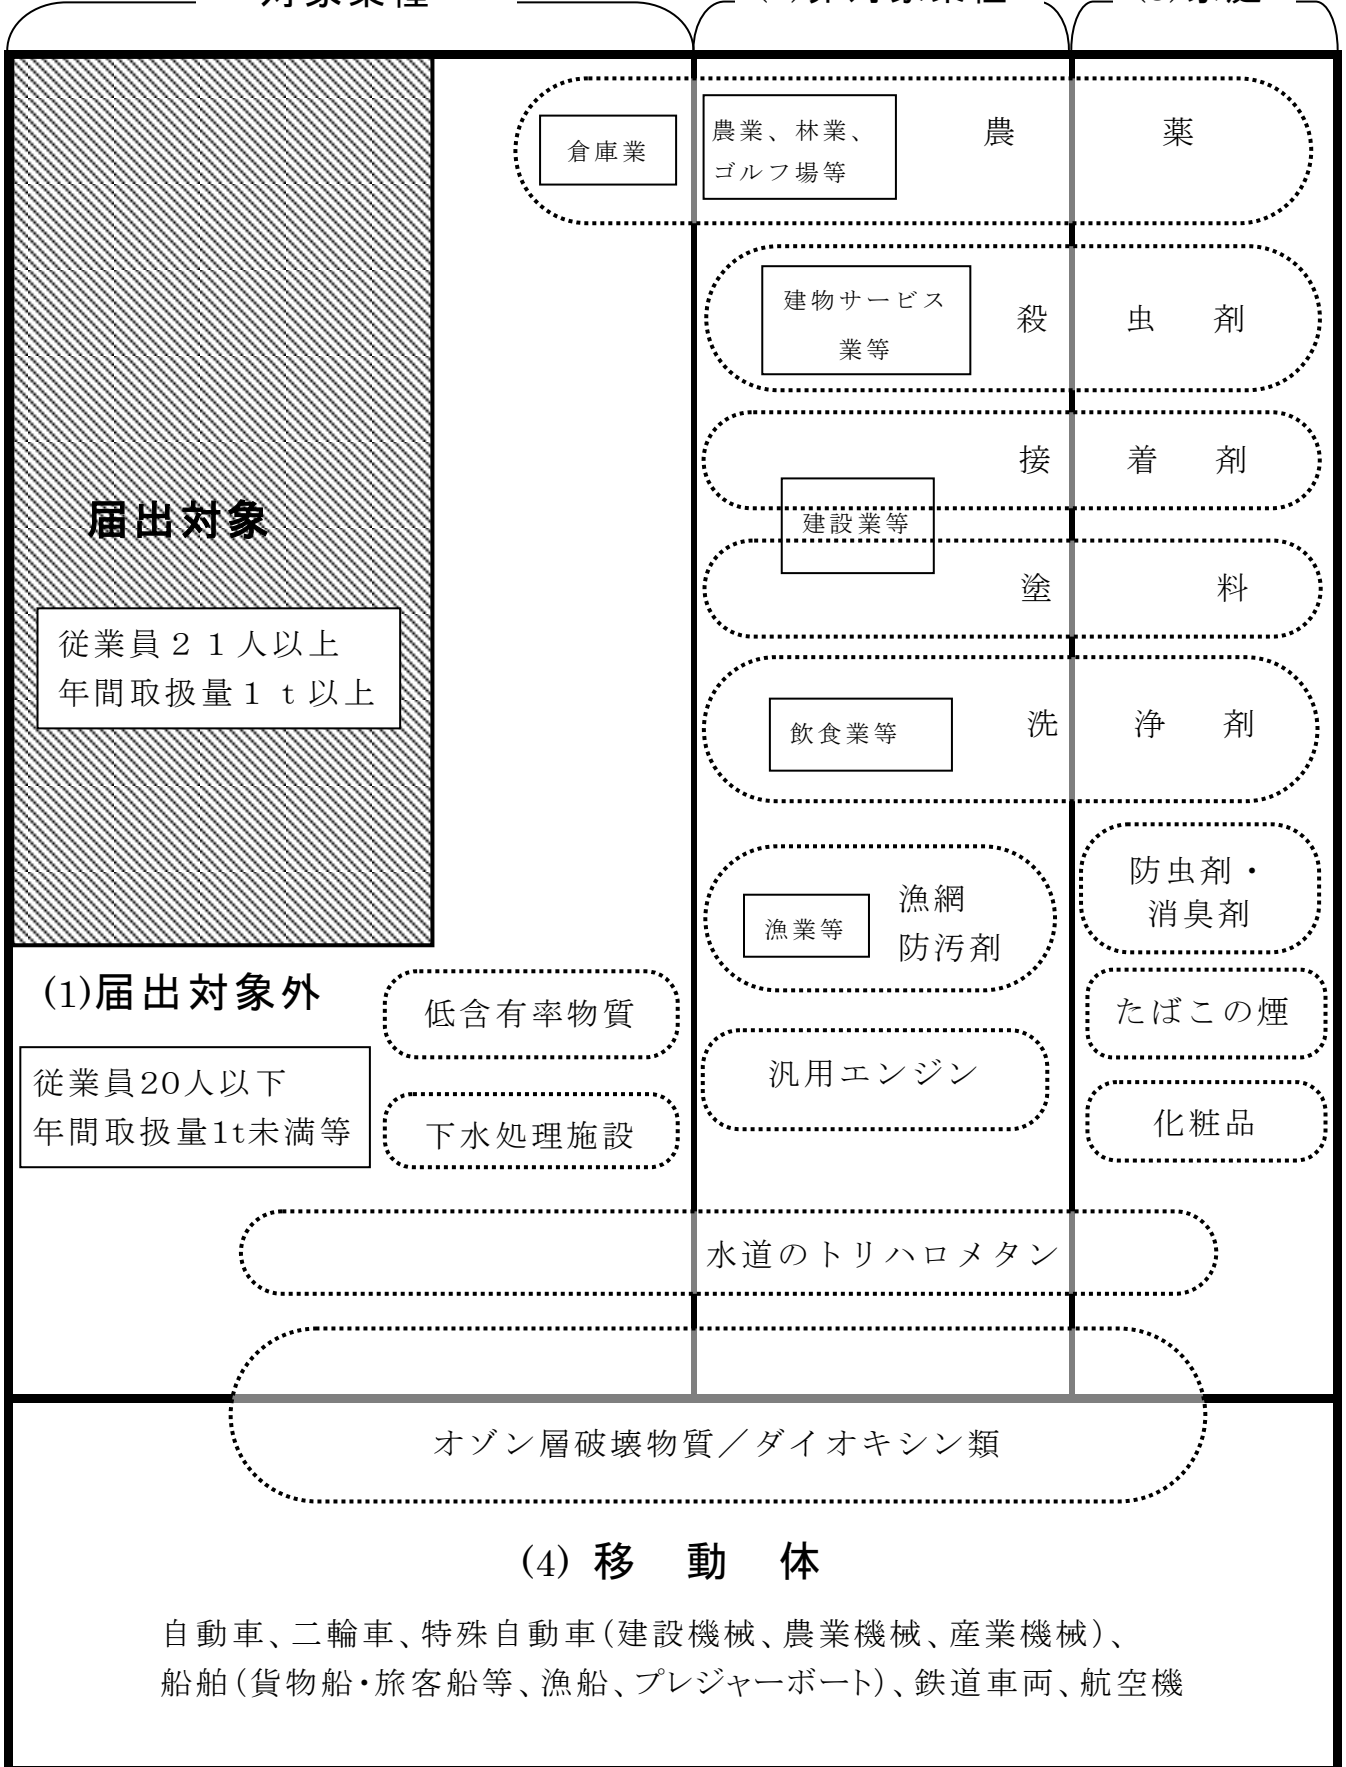 対象業種
農業、林業、
ゴルフ場等
倉庫業
農薬
建物サービス
業等
殺虫剤
接着剤
建設業等
塗料
届出対象
従業員２１人以上
年間取扱量１ｔ以上
飲食業等
洗浄剤
漁業等
漁網
防汚剤
防虫剤・
消臭剤
(1)届出対象外
低含有率物質
たばこの煙
従業員20人以下
年間取扱量1t未満等
汎用エンジン
下水処理施設
化粧品
水道のトリハロメタン
オゾン層破壊物質／ダイオキシン類
(4) 移動体
自動車、二輪車、特殊自動車(建設機械、農業機械、産業機械)、
船舶(貨物船・旅客船等、漁船、プレジャーボート)、鉄道車両、航空機